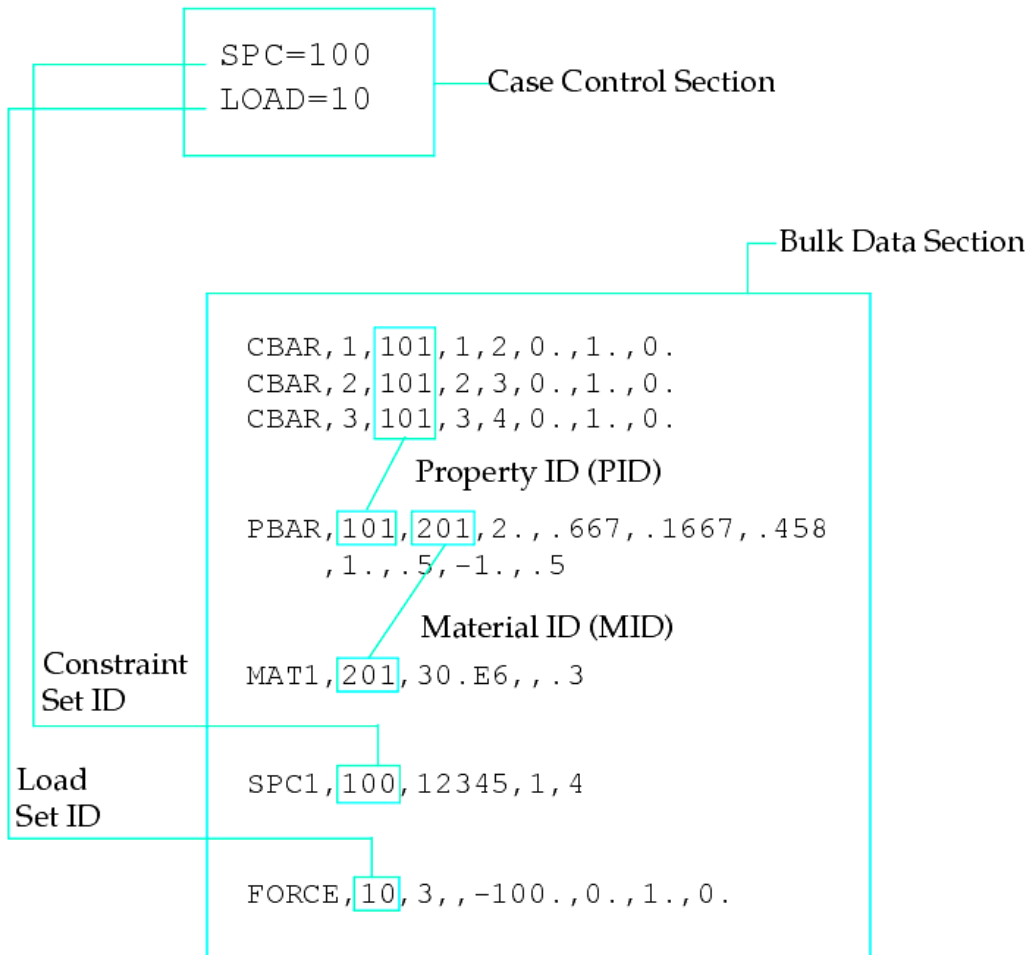 SPC=100
LOAD=10
Case Control Section
Bulk Data Section
CBAR,1,101,1,2,0.,1.,0.
CBAR,2,101,2,3,0.,1.,0.
CBAR,3,101,3,4,0.,1.,0.
Property ID (PID)
PBAR,101,201,2.,.667,.1667,.458
,1.,.5,-1.,.5
Material ID (MID)
MAT1,201,30.E6,,.3
Constraint
Set ID
SPC1,100,12345,1,4
Load
Set ID
FORCE,10,3,,-100.,0.,1.,0.